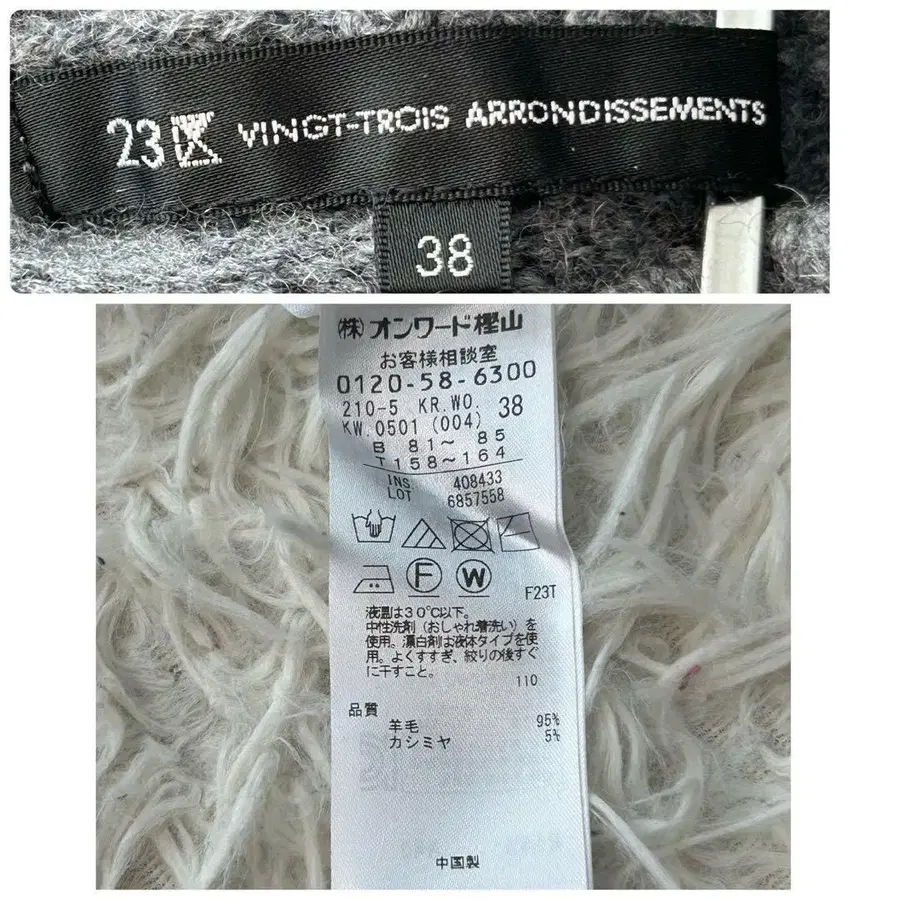 23区 VINGT-TROIS ARRONDISSEMENTS
38
(株)オンワード樫山
お客様相談室
0120-58-6300
210-5 KR.WO. 38
KW.0501 (004)
B 81～ 85
T 158～164
INS. 408433
LOT 6857558
F W
F23T
液温は30℃以下。
中性洗剤（おしゃれ着洗い）を
使用。漂白剤は液体タイプを使
用。よくすすぎ、絞りの後すぐ
に干すこと。
110
品質
羊毛 95%
カシミヤ 5%
中国製